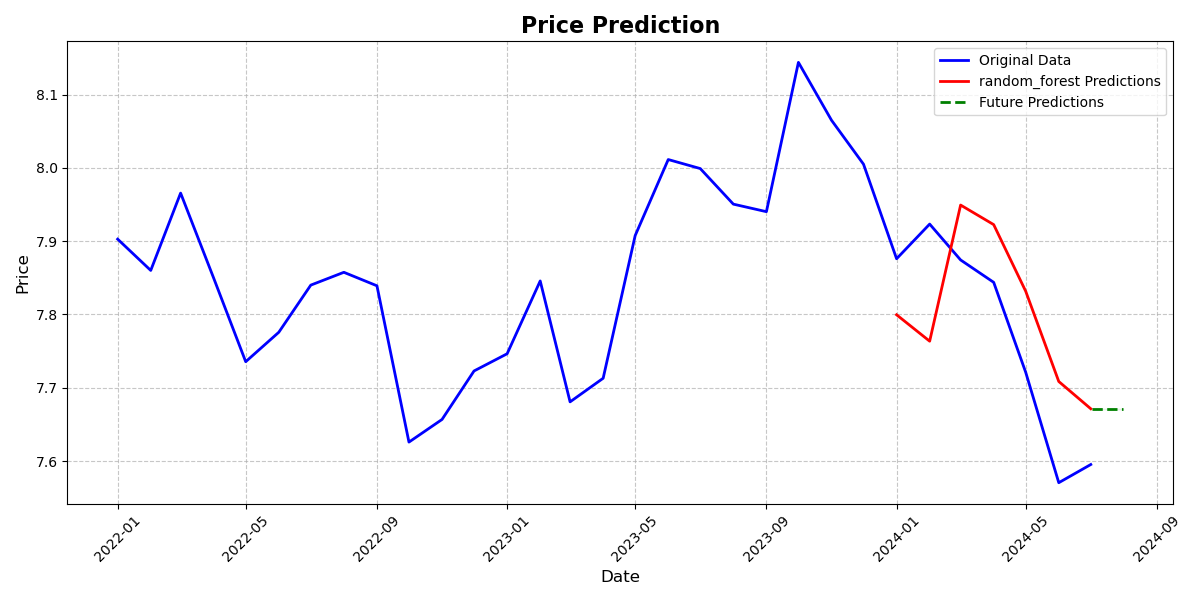 Price Prediction
Original Data
random_forest Predictions
Future Predictions
Price
8.1
8.0
7.9
7.8
7.7
7.6
2022-01
2022-05
2022-09
2023-01
2023-05
2023-09
2024-01
2024-05
2024-09
Date